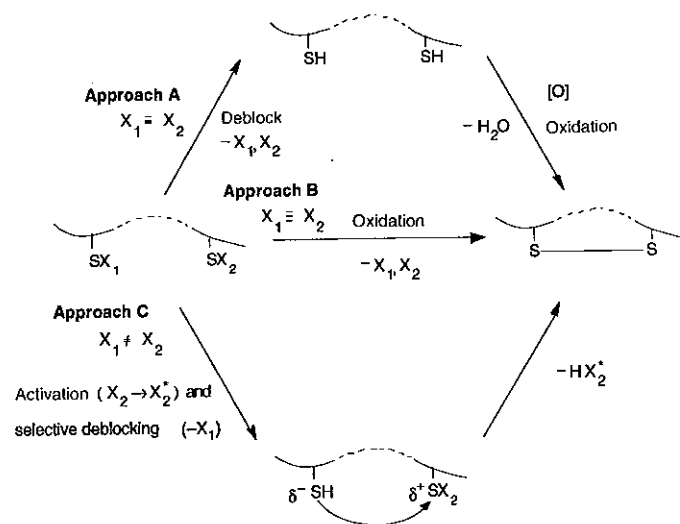 SH SH
Approach A
X₁ ≡ X₂
Deblock
−X₁, X₂
[O]
−H₂O
Oxidation
Approach B
X₁ ≡ X₂ Oxidation
−X₁, X₂
SX₁ SX₂
S S
Approach C
X₁ ≠ X₂
Activation (X₂→X₂*) and
selective deblocking (−X₁)
−HX₂*
δ⁻ SH δ⁺ SX₂